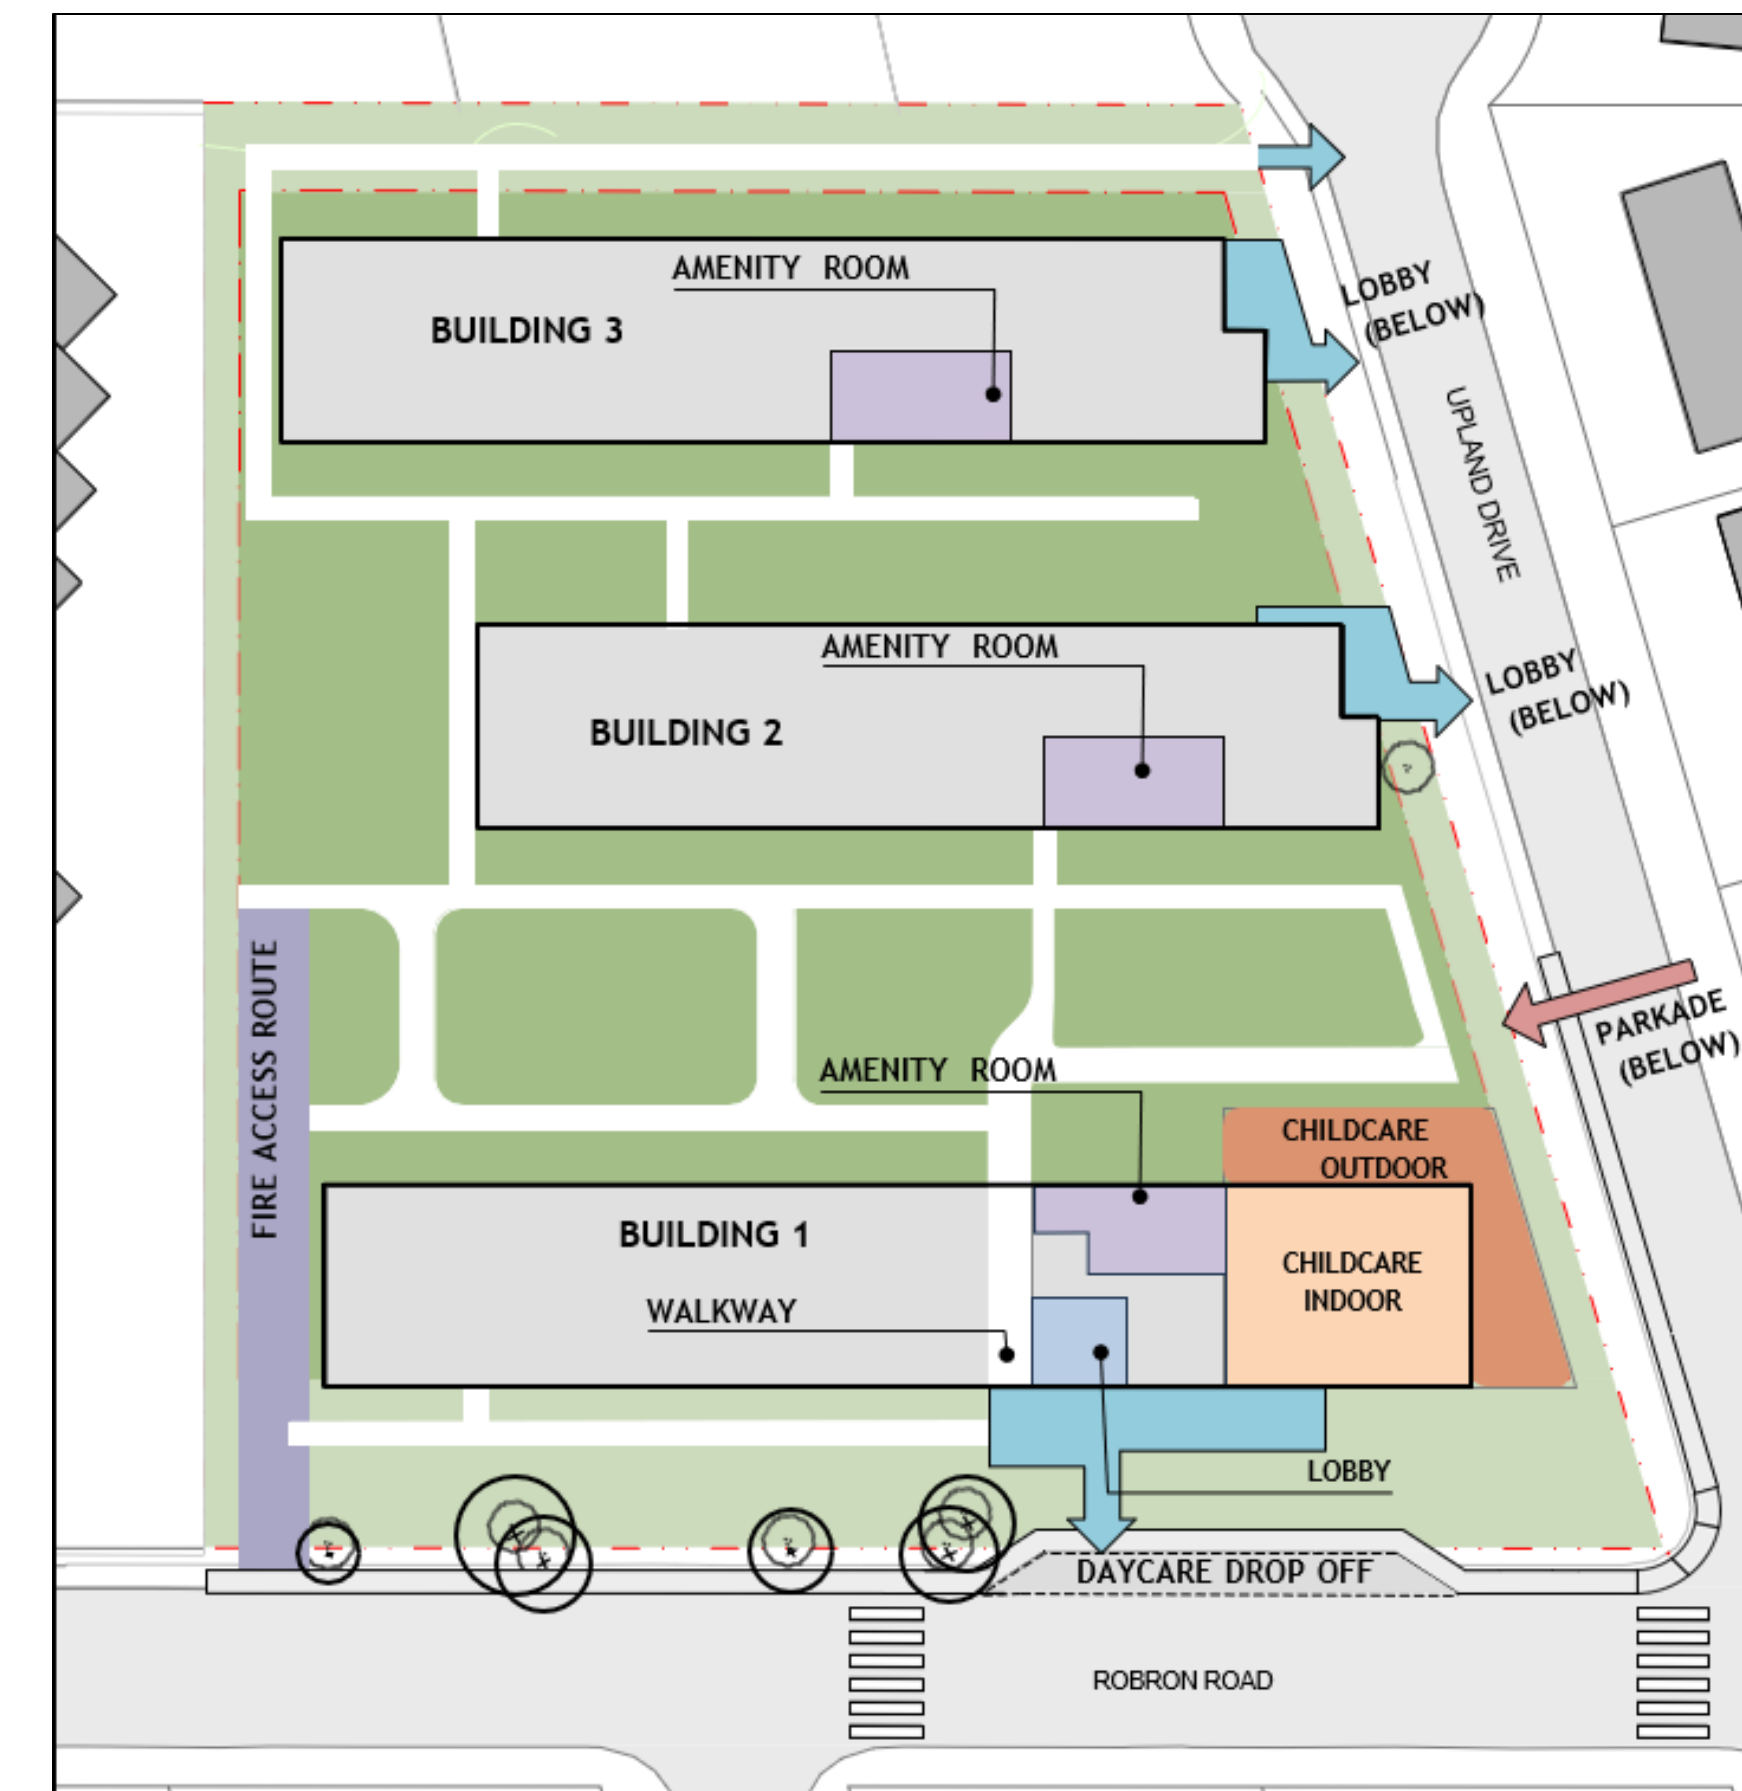 AMENITY ROOM
BUILDING 3
LOBBY
(BELOW)
UPLAND DRIVE
AMENITY ROOM
BUILDING 2
LOBBY
(BELOW)
FIRE ACCESS ROUTE
PARKADE
(BELOW)
AMENITY ROOM
CHILDCARE
OUTDOOR
BUILDING 1
CHILDCARE
INDOOR
WALKWAY
LOBBY
DAYCARE DROP OFF
ROBRON ROAD